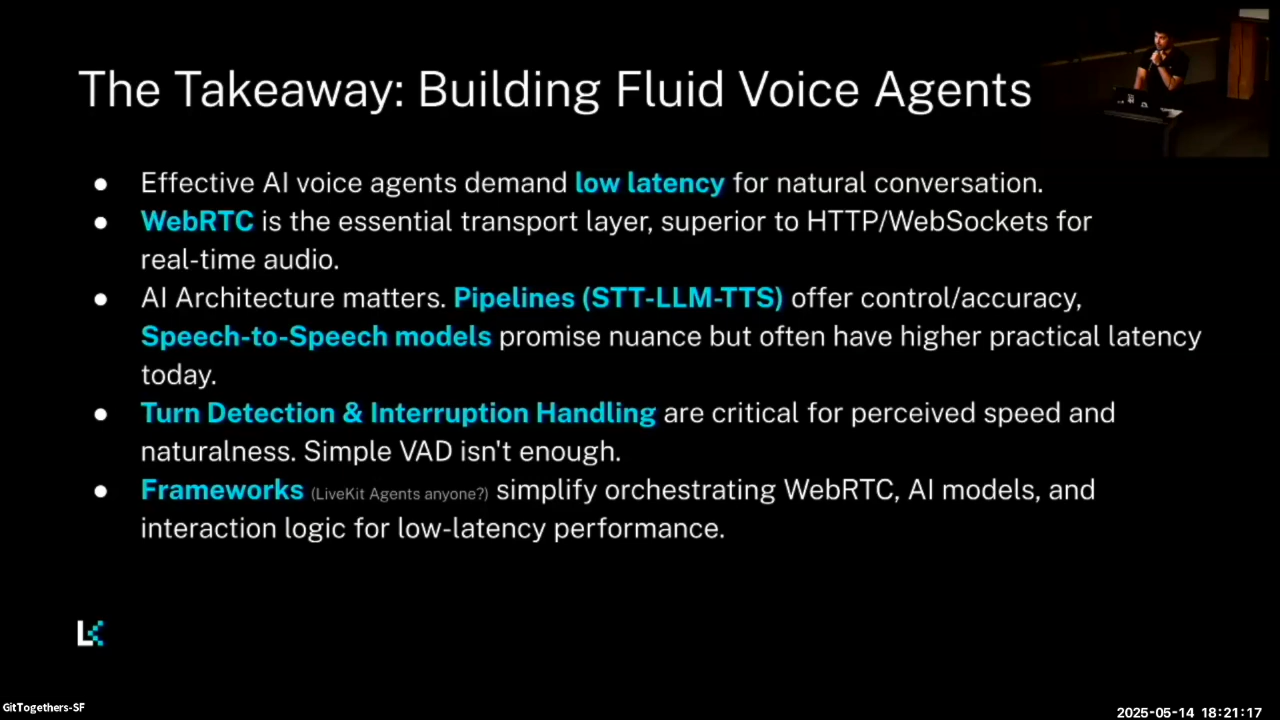 The Takeaway: Building Fluid Voice Agents
● Effective AI voice agents demand low latency for natural conversation.
● WebRTC is the essential transport layer, superior to HTTP/WebSockets for
real-time audio.
● AI Architecture matters. Pipelines (STT-LLM-TTS) offer control/accuracy,
Speech-to-Speech models promise nuance but often have higher practical latency
today.
● Turn Detection & Interruption Handling are critical for perceived speed and
naturalness. Simple VAD isn't enough.
● Frameworks (LiveKit Agents anyone?) simplify orchestrating WebRTC, AI models, and
interaction logic for low-latency performance.
LK
GitTogethers-SF
2025-05-14 18:21:17